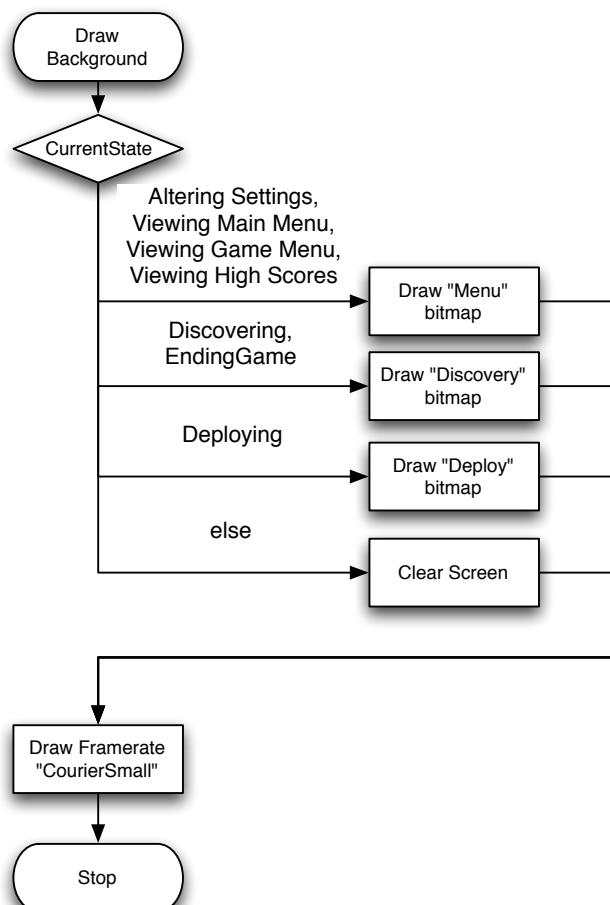 Draw
Background
CurrentState
Altering Settings,
Viewing Main Menu,
Viewing Game Menu,
Viewing High Scores
Draw "Menu"
bitmap
Discovering,
EndingGame
Draw "Discovery"
bitmap
Deploying
Draw "Deploy"
bitmap
else
Clear Screen
Draw Framerate
"CourierSmall"
Stop